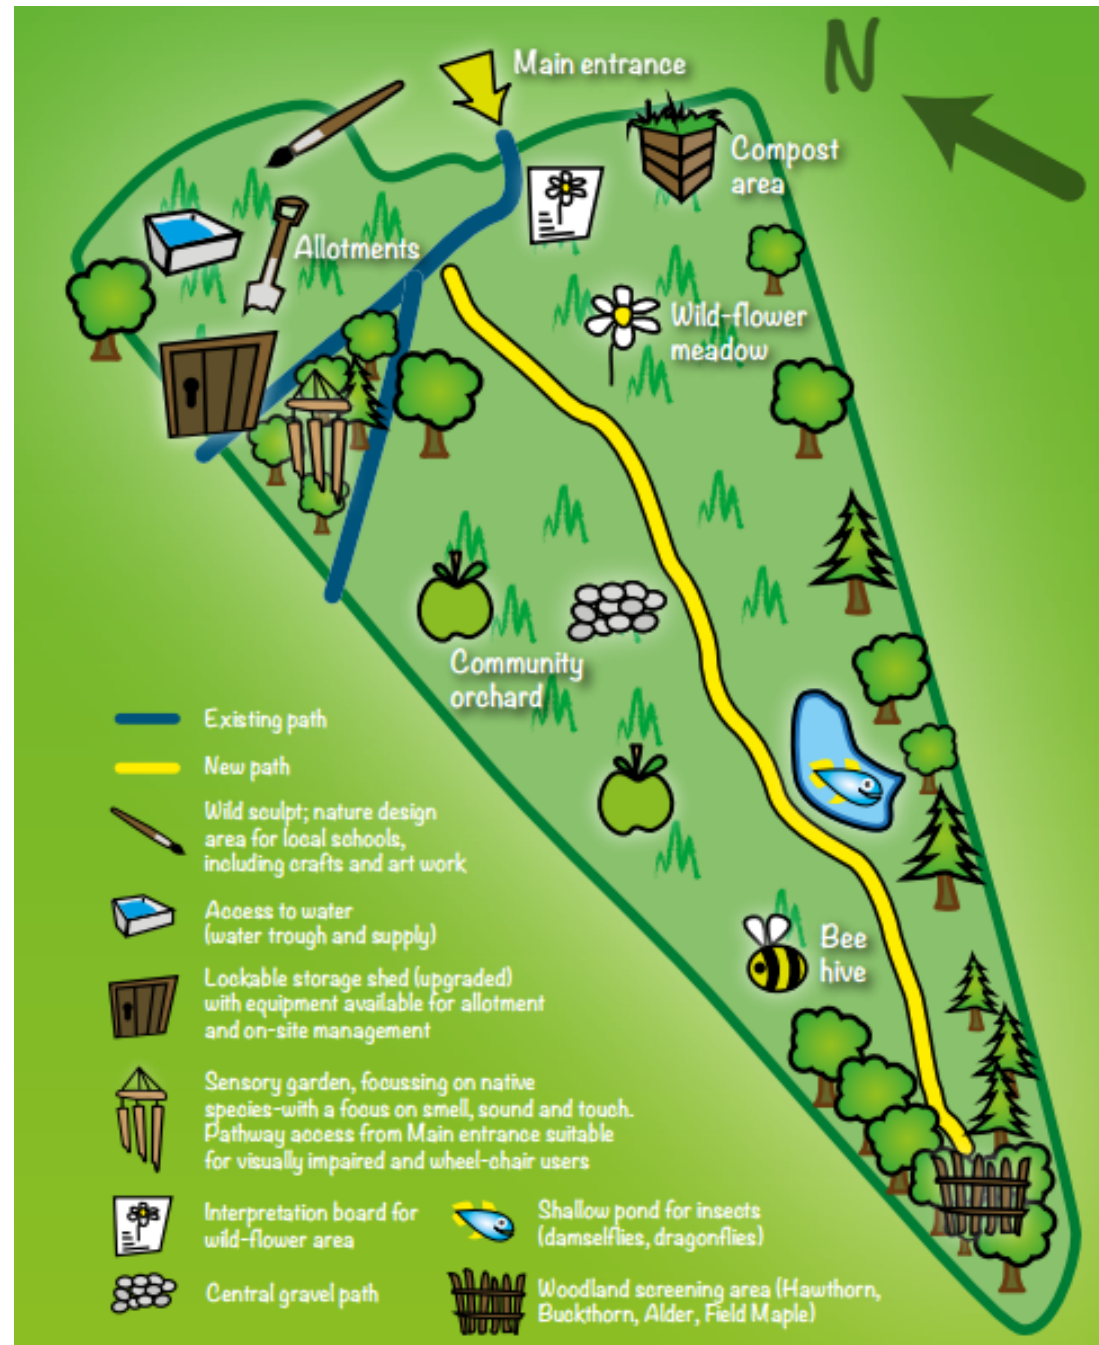 N
Main entrance
Compost
area
Allotments
Wild-flower
meadow
Community
orchard
Bee
hive
Existing path
New path
Wild sculpt; nature design
area for local schools,
including crafts and art work
Access to water
(water trough and supply)
Lockable storage shed (upgraded)
with equipment available for allotment
and on-site management
Sensory garden, focussing on native
species-with a focus on smell, sound and touch.
Pathway access from Main entrance suitable
for visually impaired and wheel-chair users
Interpretation board for
wild-flower area
Shallow pond for insects
(damselflies, dragonflies)
Central gravel path
Woodland screening area (Hawthorn,
Buckthorn, Alder, Field Maple)